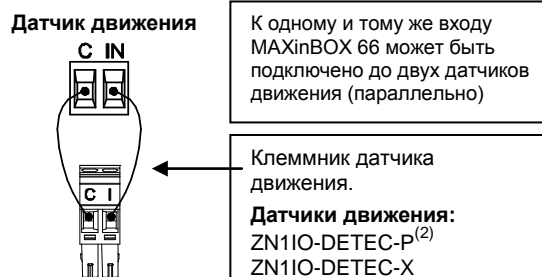 Датчик движения
C IN
C I
К одному и тому же входу
MAXinBOX 66 может быть
подключено до двух датчиков
движения (параллельно)
Клеммник датчика
движения.
Датчики движения:
ZN1IO-DETEC-P(2)
ZN1IO-DETEC-X